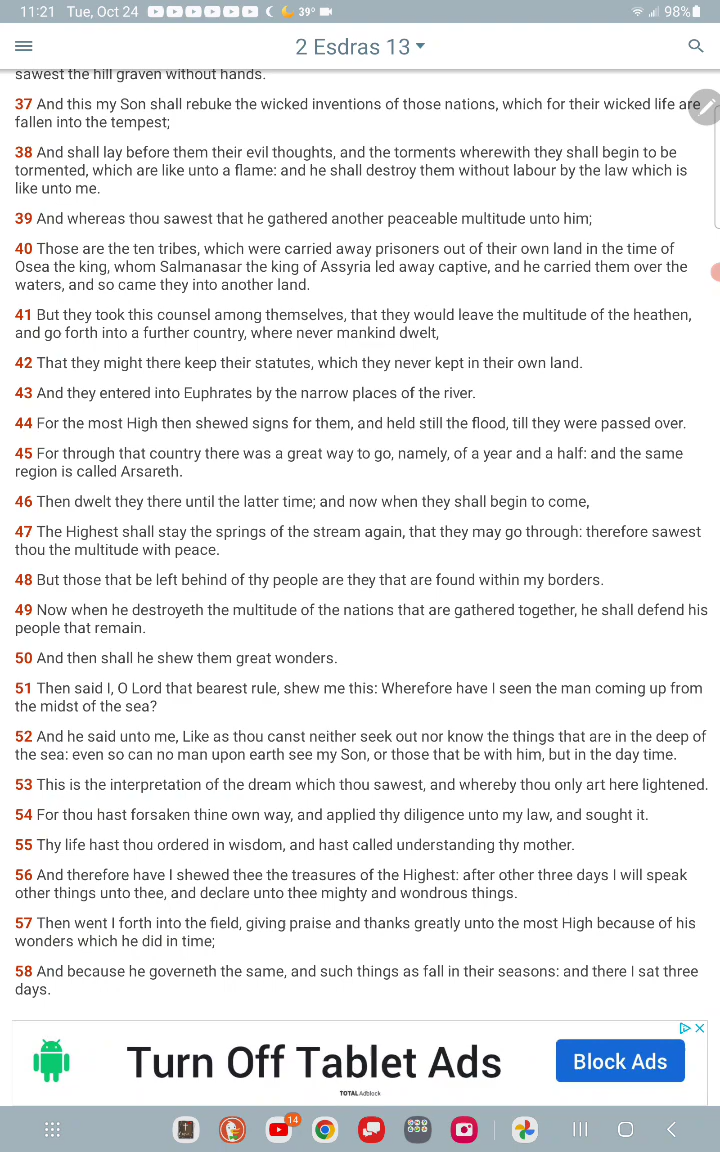 11:21 Tue, Oct 24 39° 98%
2 Esdras 13
sawest the hill graven without hands.
37 And this my Son shall rebuke the wicked inventions of those nations, which for their wicked life are
fallen into the tempest;
38 And shall lay before them their evil thoughts, and the torments wherewith they shall begin to be
tormented, which are like unto a flame: and he shall destroy them without labour by the law which is
like unto me.
39 And whereas thou sawest that he gathered another peaceable multitude unto him;
40 Those are the ten tribes, which were carried away prisoners out of their own land in the time of
Osea the king, whom Salmanasar the king of Assyria led away captive, and he carried them over the
waters, and so came they into another land.
41 But they took this counsel among themselves, that they would leave the multitude of the heathen,
and go forth into a further country, where never mankind dwelt,
42 That they might there keep their statutes, which they never kept in their own land.
43 And they entered into Euphrates by the narrow places of the river.
44 For the most High then shewed signs for them, and held still the flood, till they were passed over.
45 For through that country there was a great way to go, namely, of a year and a half: and the same
region is called Arsareth.
46 Then dwelt they there until the latter time; and now when they shall begin to come,
47 The Highest shall stay the springs of the stream again, that they may go through: therefore sawest
thou the multitude with peace.
48 But those that be left behind of thy people are they that are found within my borders.
49 Now when he destroyeth the multitude of the nations that are gathered together, he shall defend his
people that remain.
50 And then shall he shew them great wonders.
51 Then said I, O Lord that bearest rule, shew me this: Wherefore have I seen the man coming up from
the midst of the sea?
52 And he said unto me, Like as thou canst neither seek out nor know the things that are in the deep of
the sea: even so can no man upon earth see my Son, or those that be with him, but in the day time.
53 This is the interpretation of the dream which thou sawest, and whereby thou only art here lightened.
54 For thou hast forsaken thine own way, and applied thy diligence unto my law, and sought it.
55 Thy life hast thou ordered in wisdom, and hast called understanding thy mother.
56 And therefore have I shewed thee the treasures of the Highest: after other three days I will speak
other things unto thee, and declare unto thee mighty and wondrous things.
57 Then went I forth into the field, giving praise and thanks greatly unto the most High because of his
wonders which he did in time;
58 And because he governeth the same, and such things as fall in their seasons: and there I sat three
days.
Turn Off Tablet Ads
Block Ads
TOTAL Adblock
14